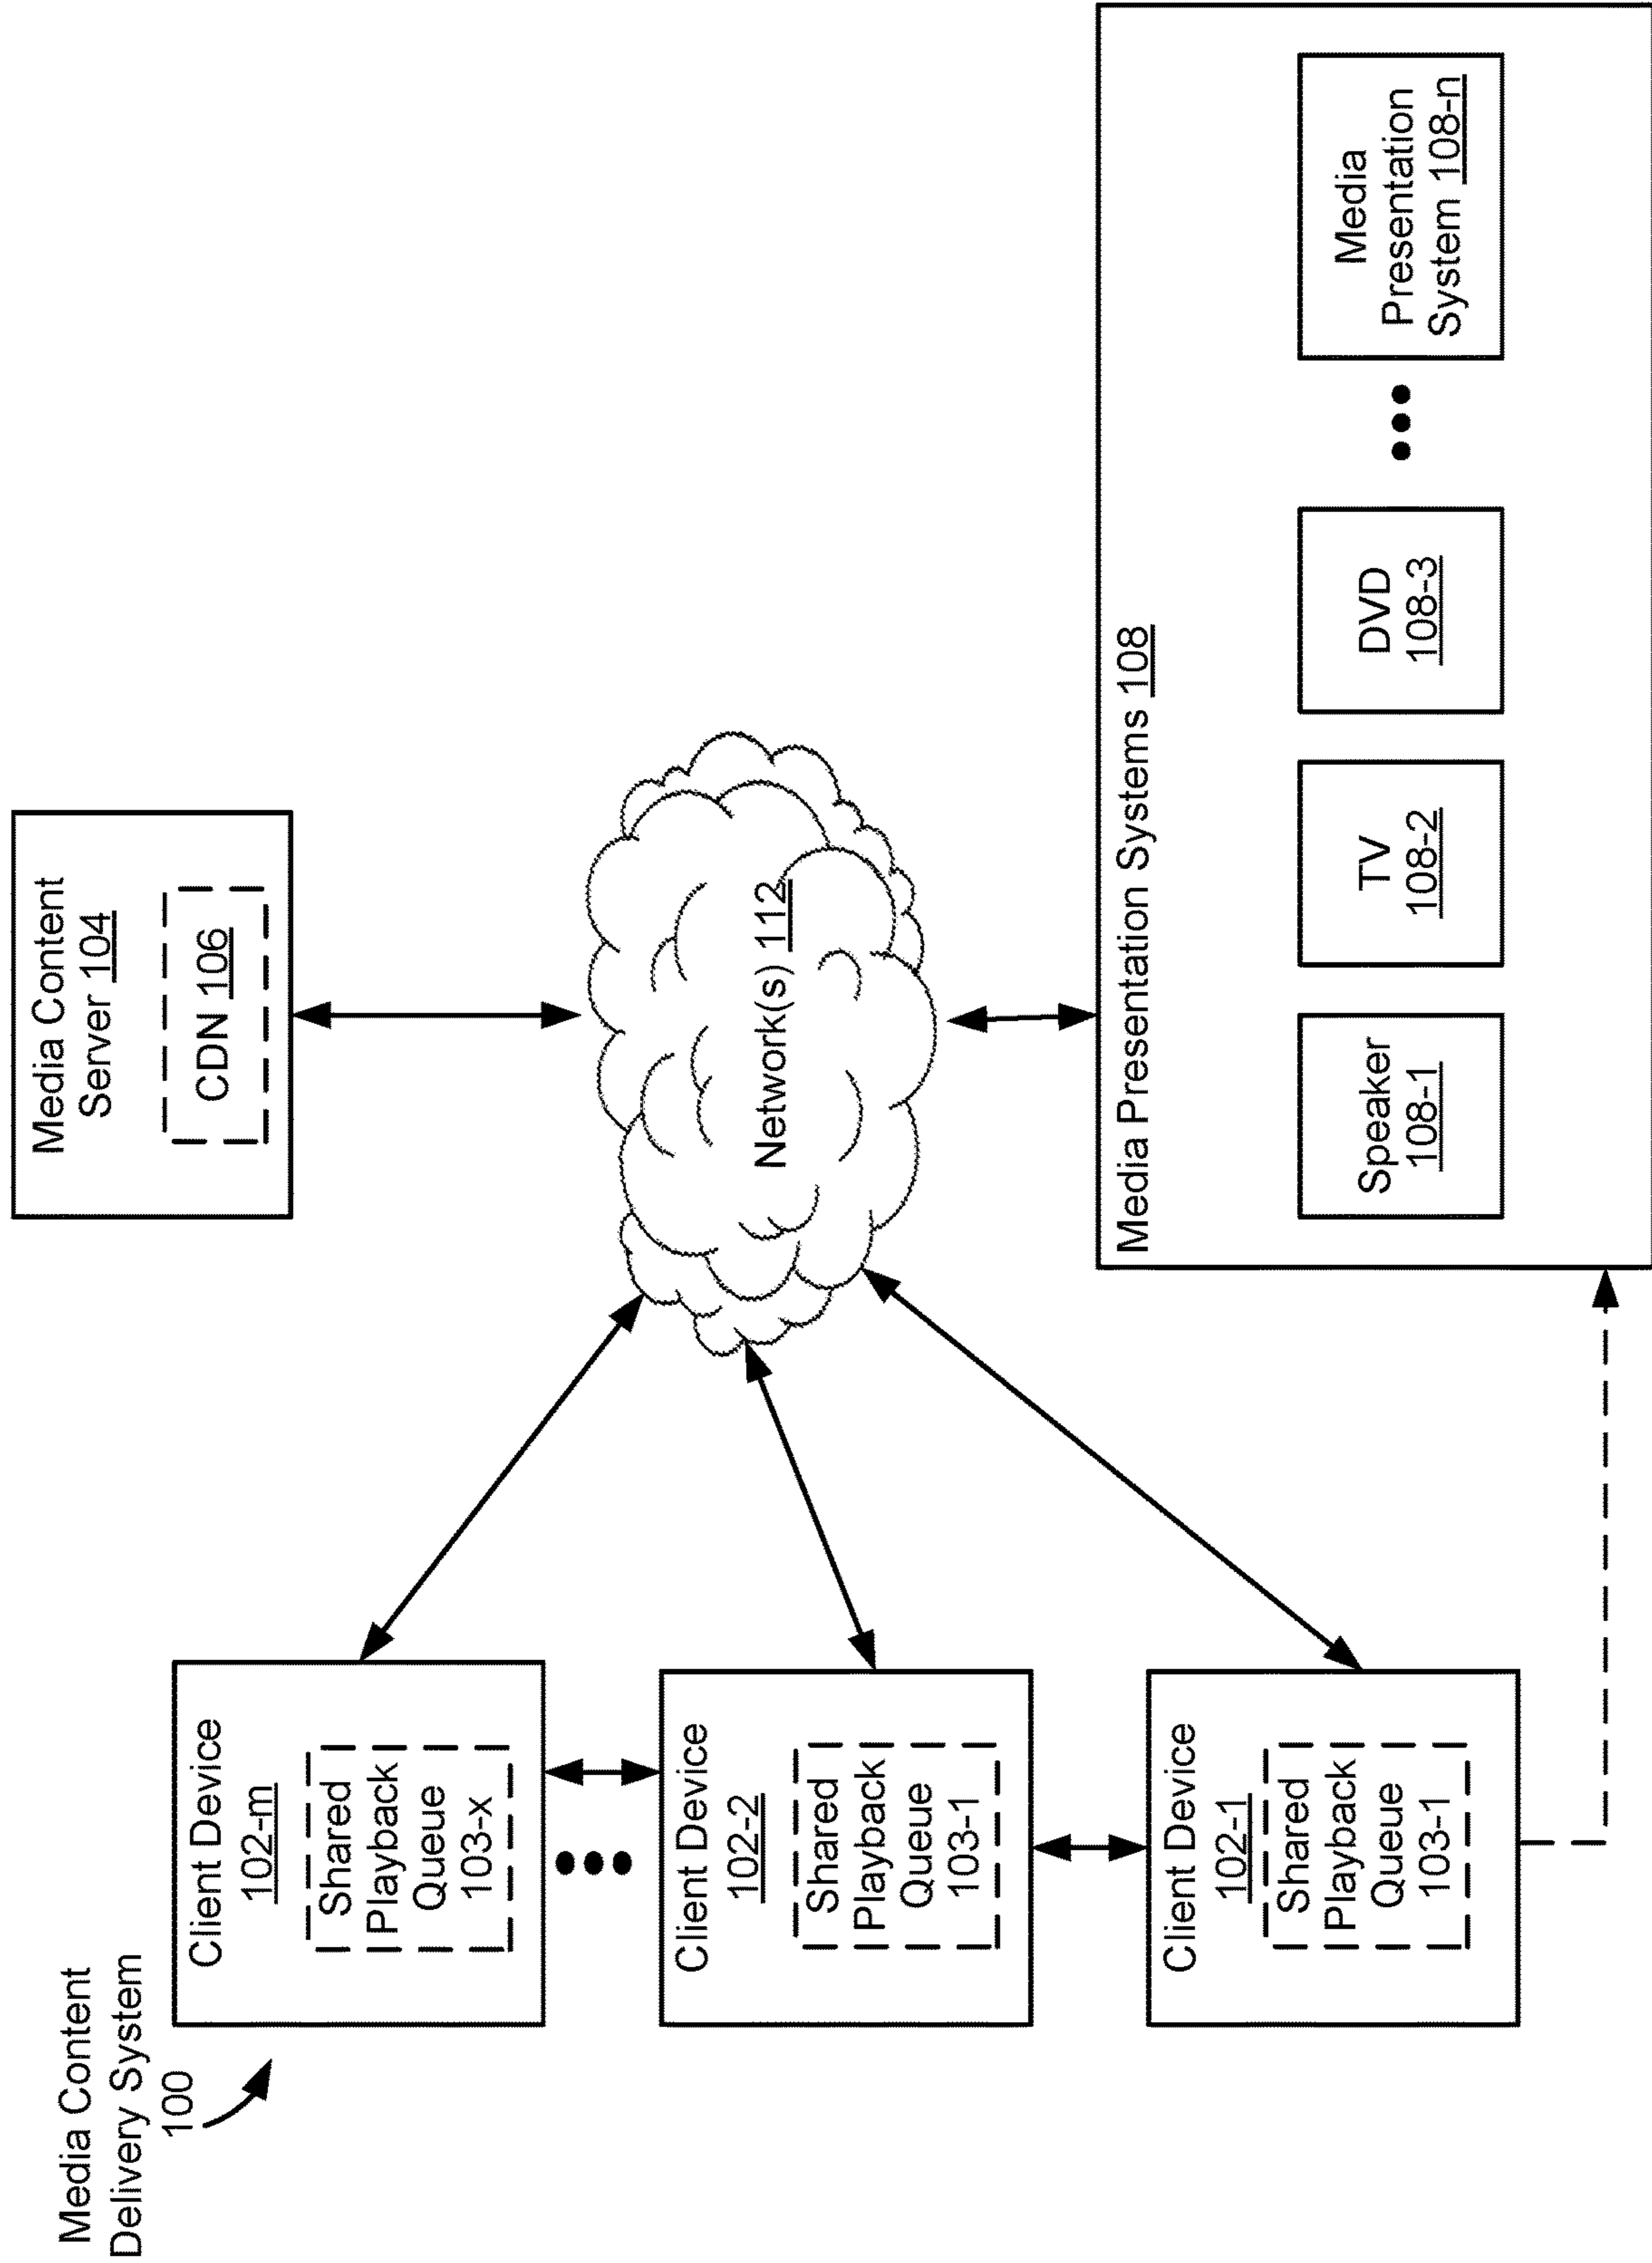 Media Content
Delivery System
100
Client Device
102-m
Shared
Playback
Queue
103-x
Client Device
102-2
Shared
Playback
Queue
103-1
Client Device
102-1
Shared
Playback
Queue
103-1
Media Content
Server 104
CDN 106
Network(s) 112
Media Presentation Systems 108
Speaker
108-1
TV
108-2
DVD
108-3
Media
Presentation
System 108-n